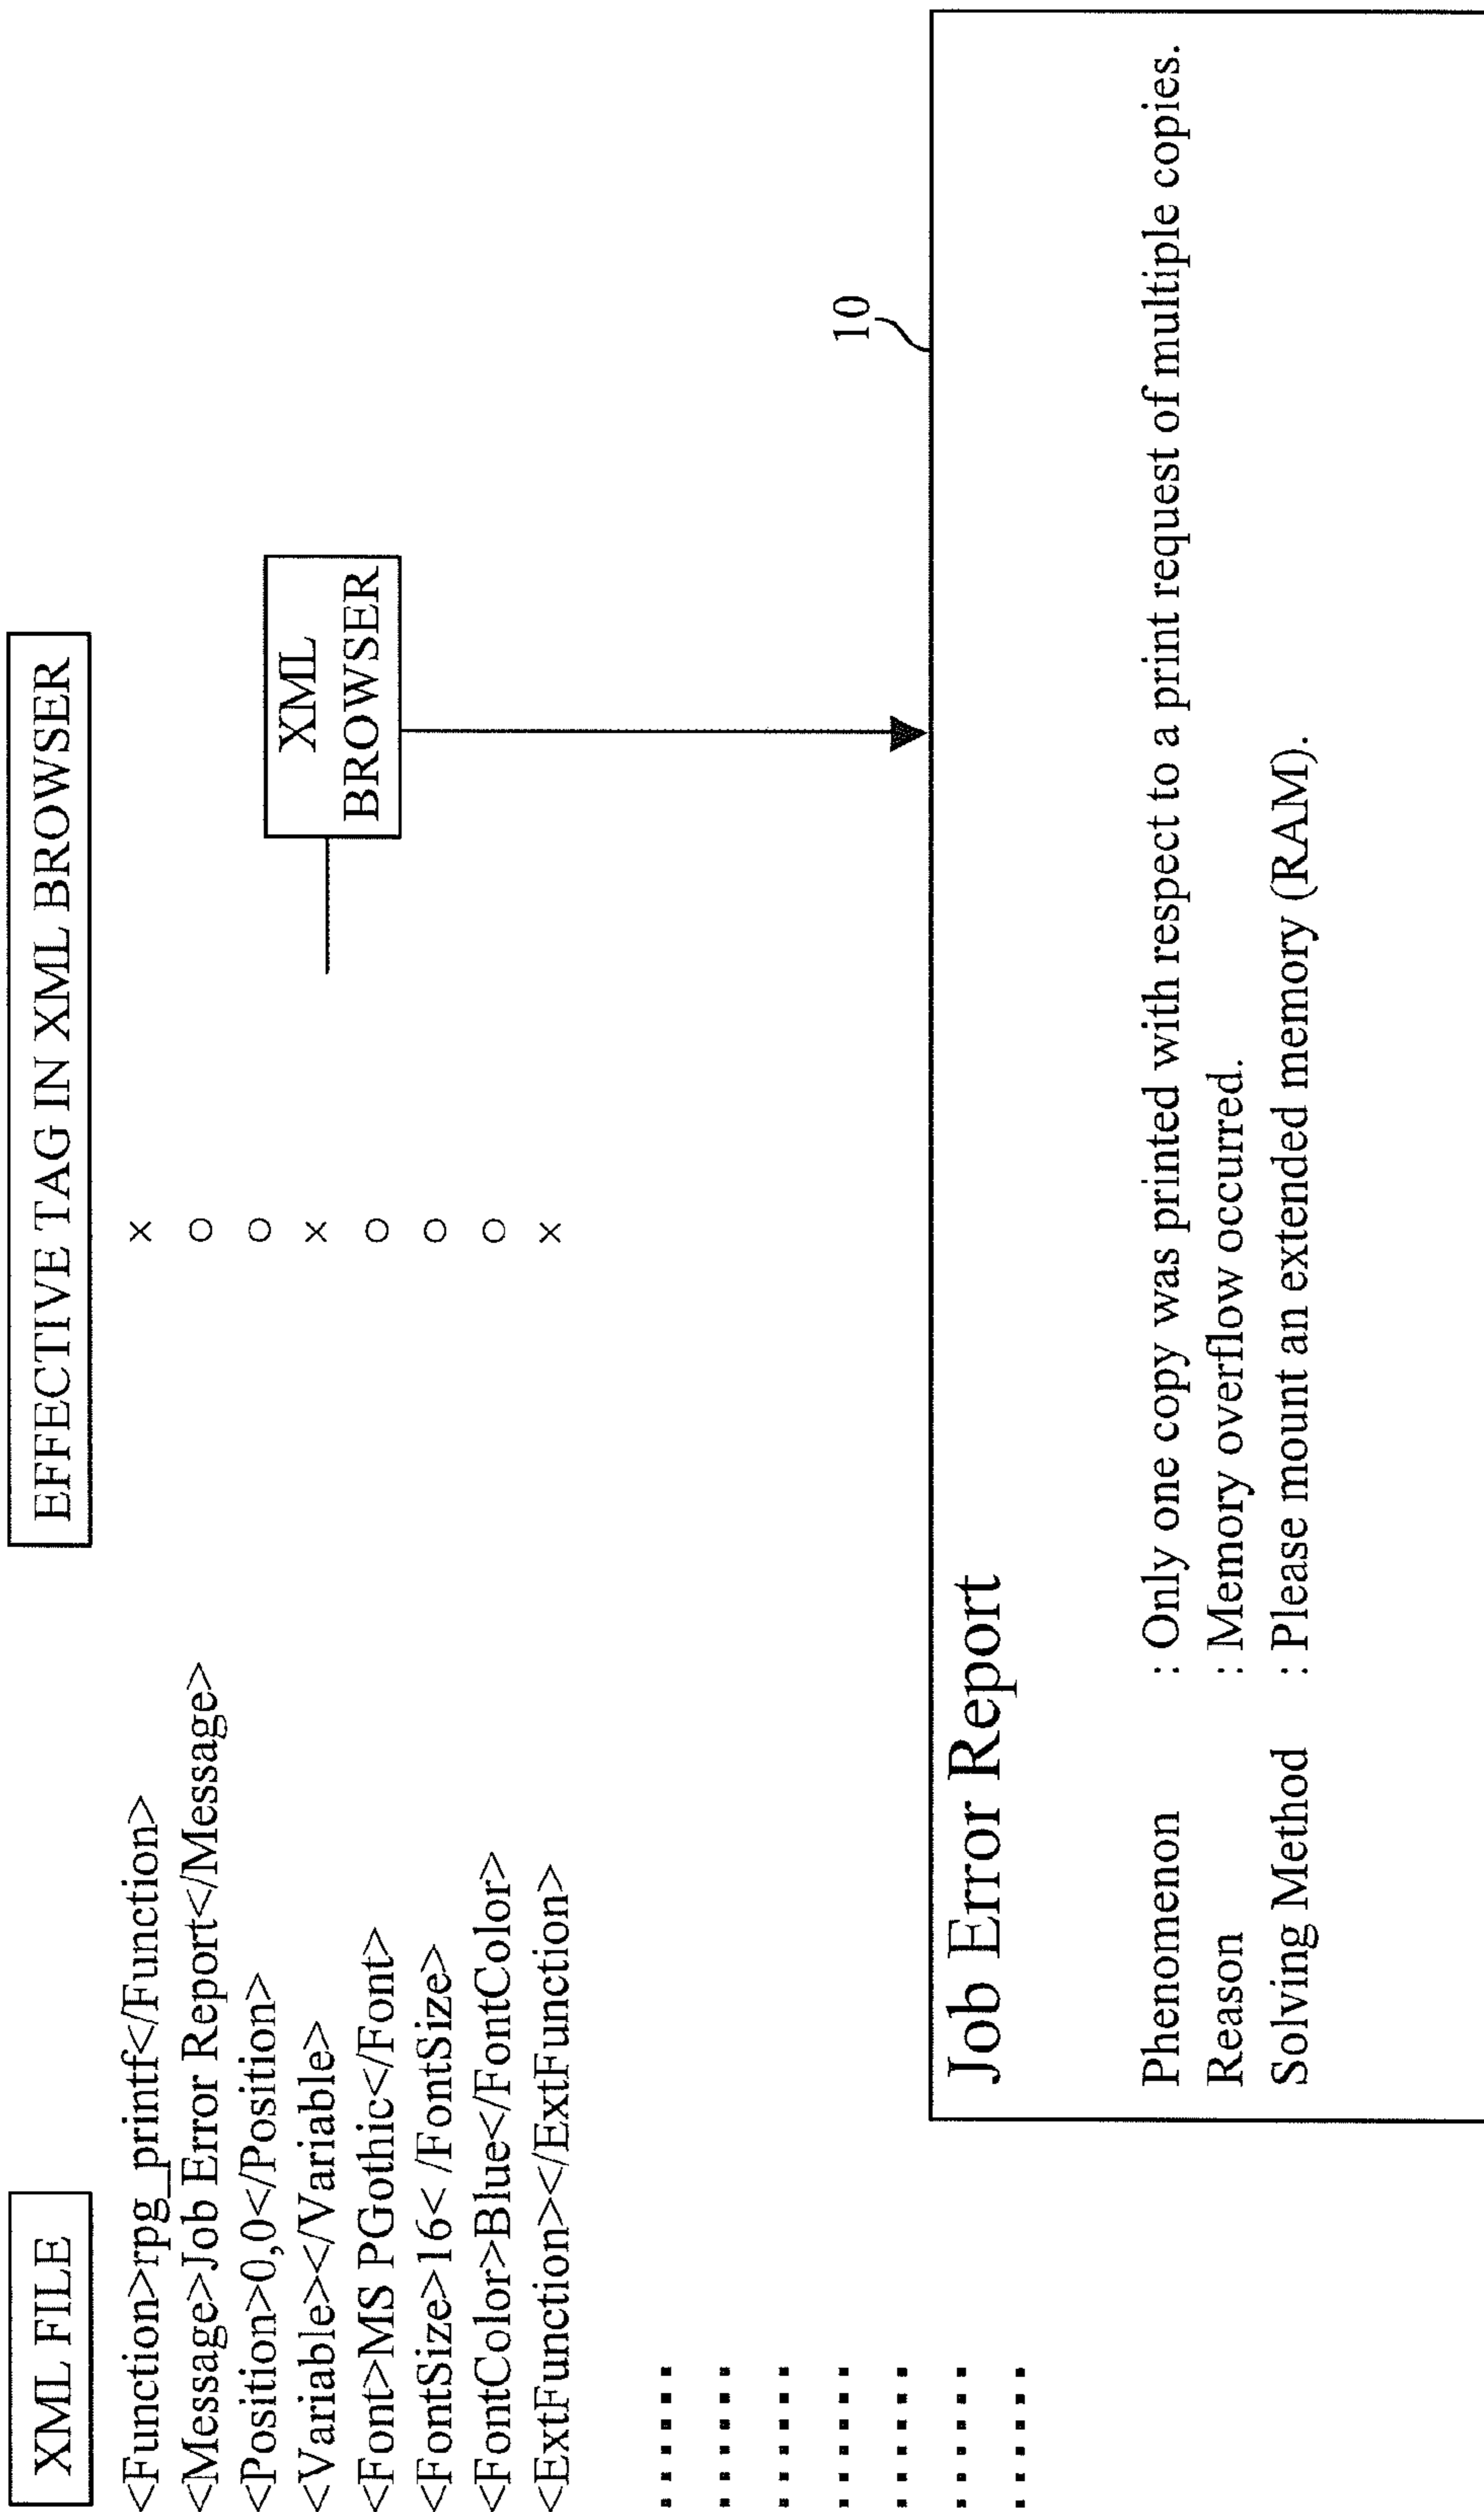 XML FILE
EFFECTIVE TAG IN XML BROWSER
<Function>rpg_printf</Function> ×
<Message>Job Error Report</Message> ○
<Position>0,0</Position> ○
<Variable></Variable> ×
<Font>MS PGothic</Font> ○
<FontSize>16< /FontSize> ○
<FontColor>Blue</FontColor> ○
<ExtFunction></ExtFunction> ×
XML
BROWSER
10
Job Error Report
Phenomenon : Only one copy was printed with respect to a print request of multiple copies.
Reason : Memory overflow occurred.
Solving Method : Please mount an extended memory (RAM).